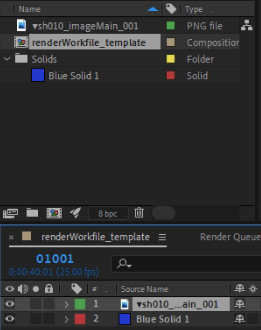 Name Type
▼sh010_imageMain_001 PNG file
renderWorkfile_template Composition
Solids Folder
Blue Solid 1 Solid
8 bpc
× renderWorkfile_template Render Queue
01001
0:00:40:01 (25.00 fps)
# Source Name
1 ▼sh010_...ain_001
2 Blue Solid 1